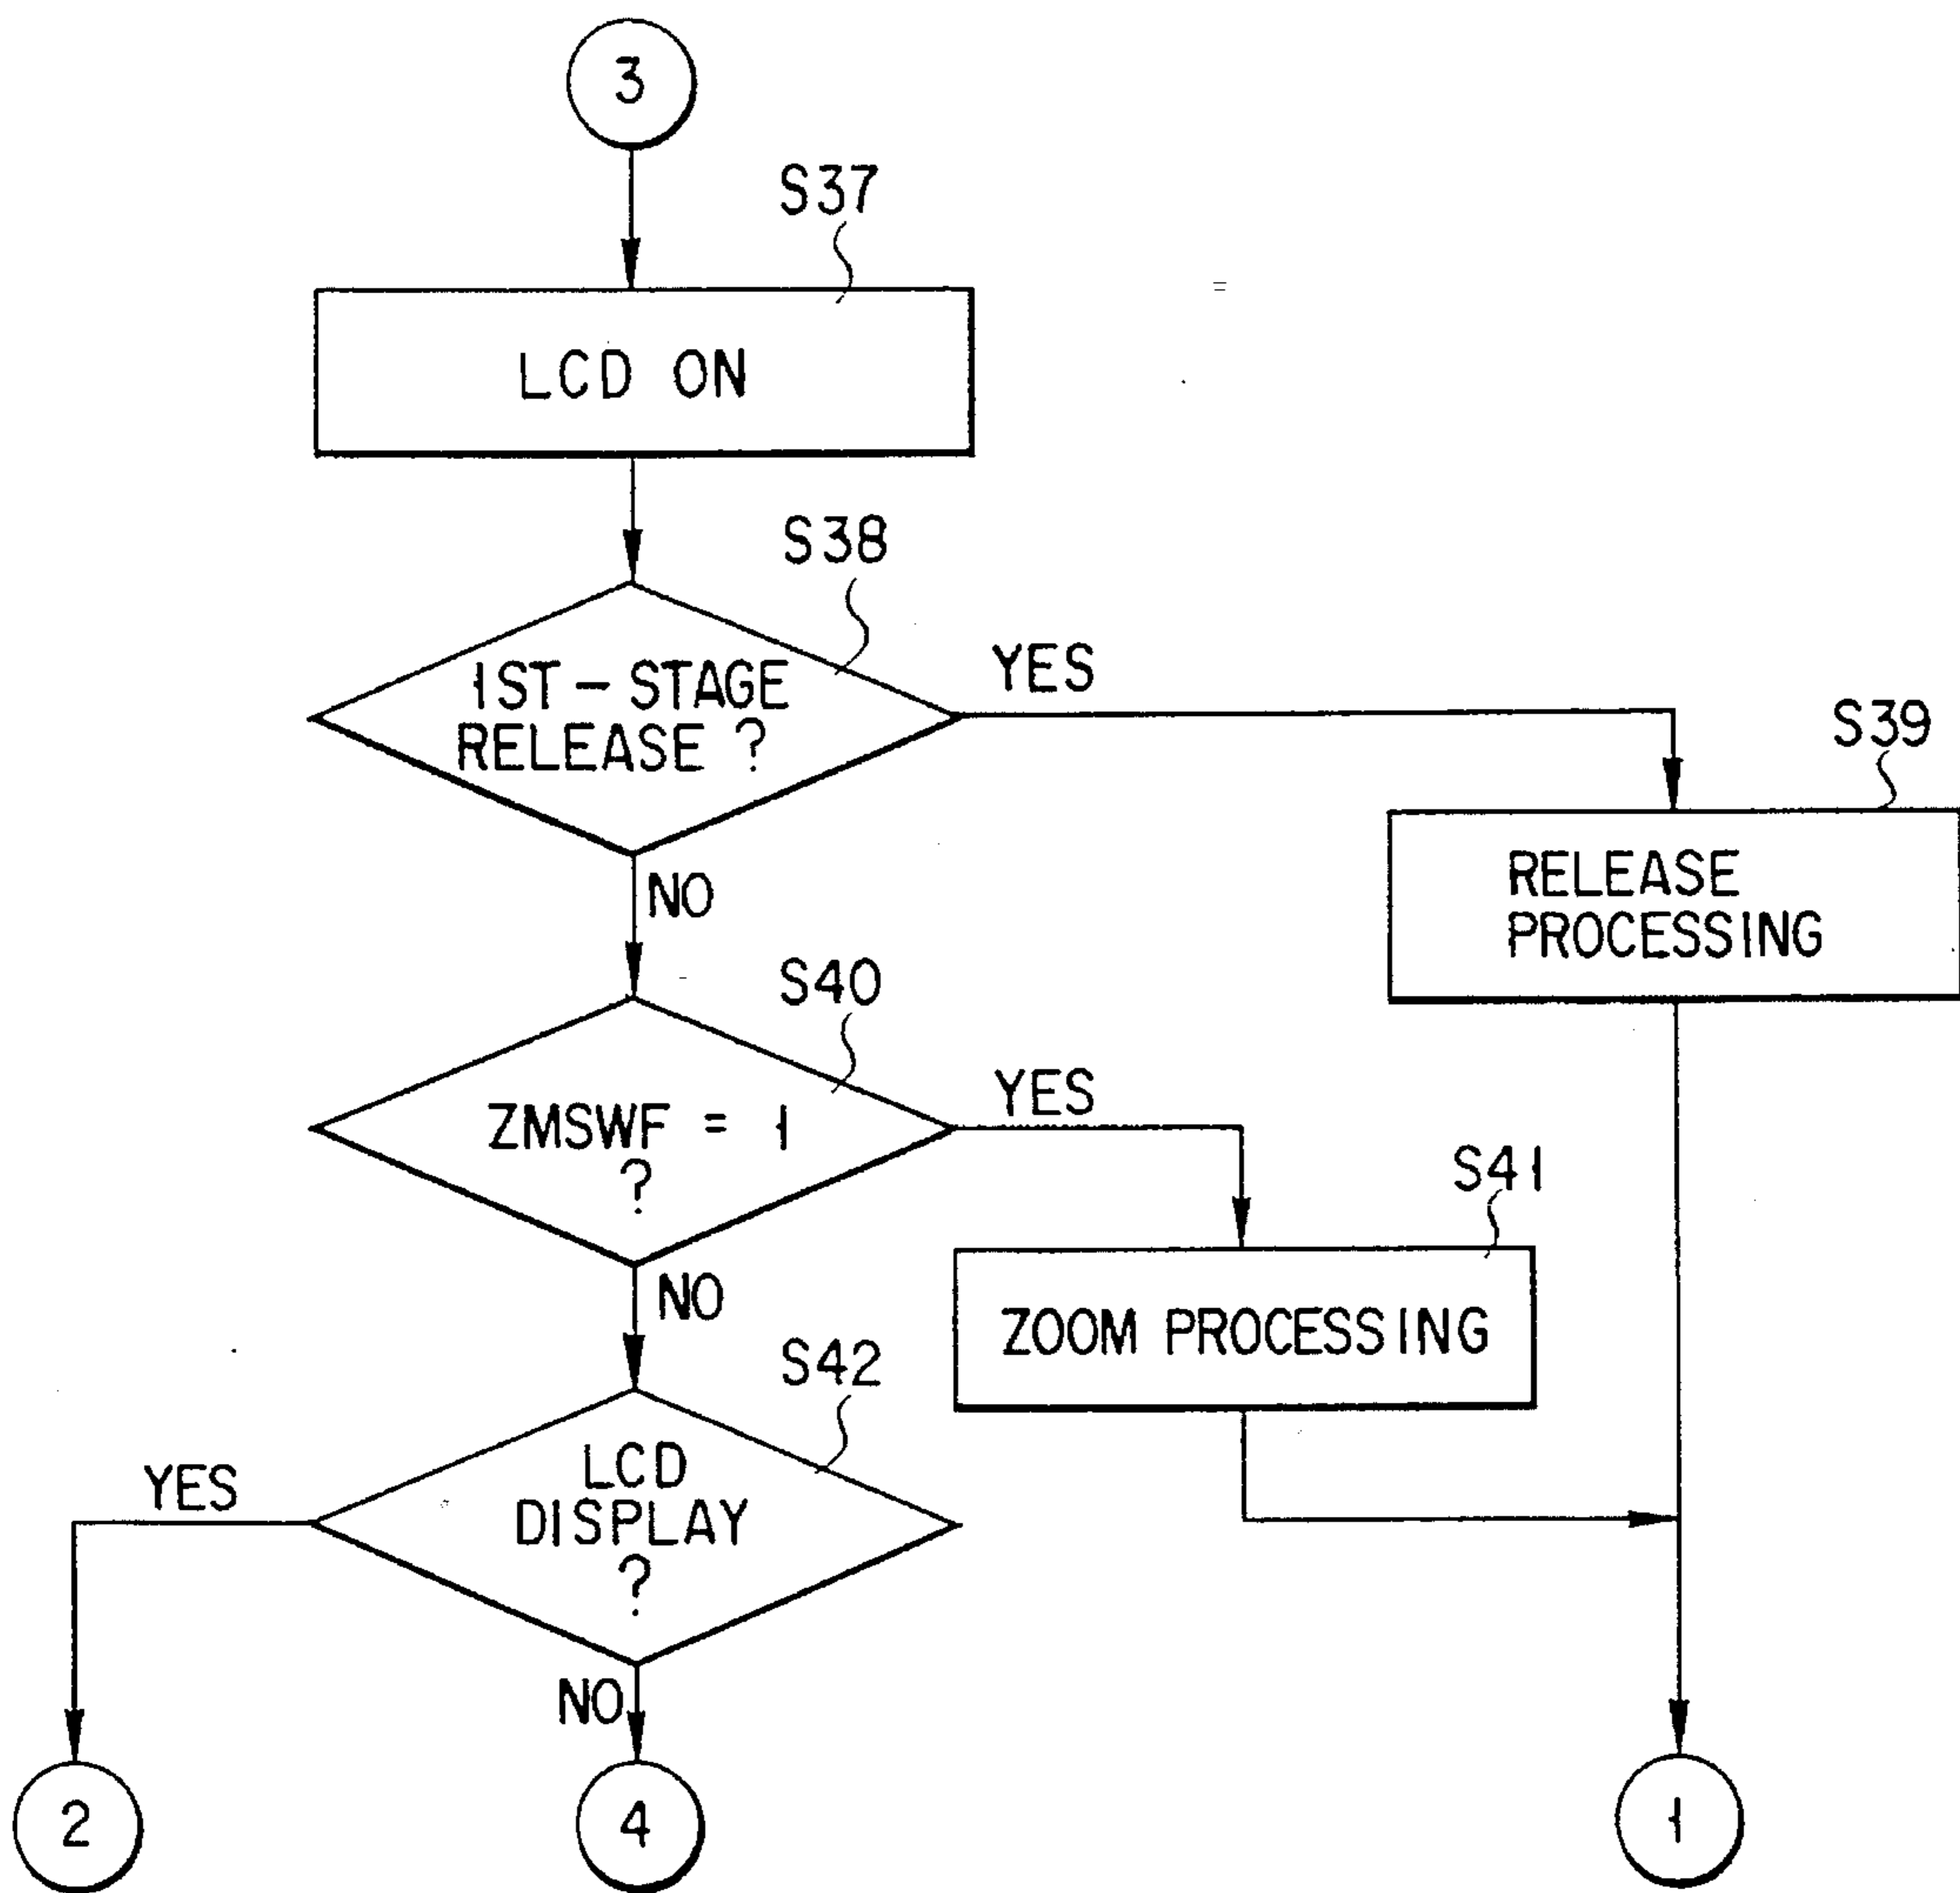 3
S37
LCD ON
S38
1ST-STAGE
RELEASE ?
YES
S39
RELEASE
PROCESSING
NO
S40
ZMSWF = 1
?
YES
S41
ZOOM PROCESSING
NO
S42
LCD
DISPLAY
?
YES
NO
2
4
1